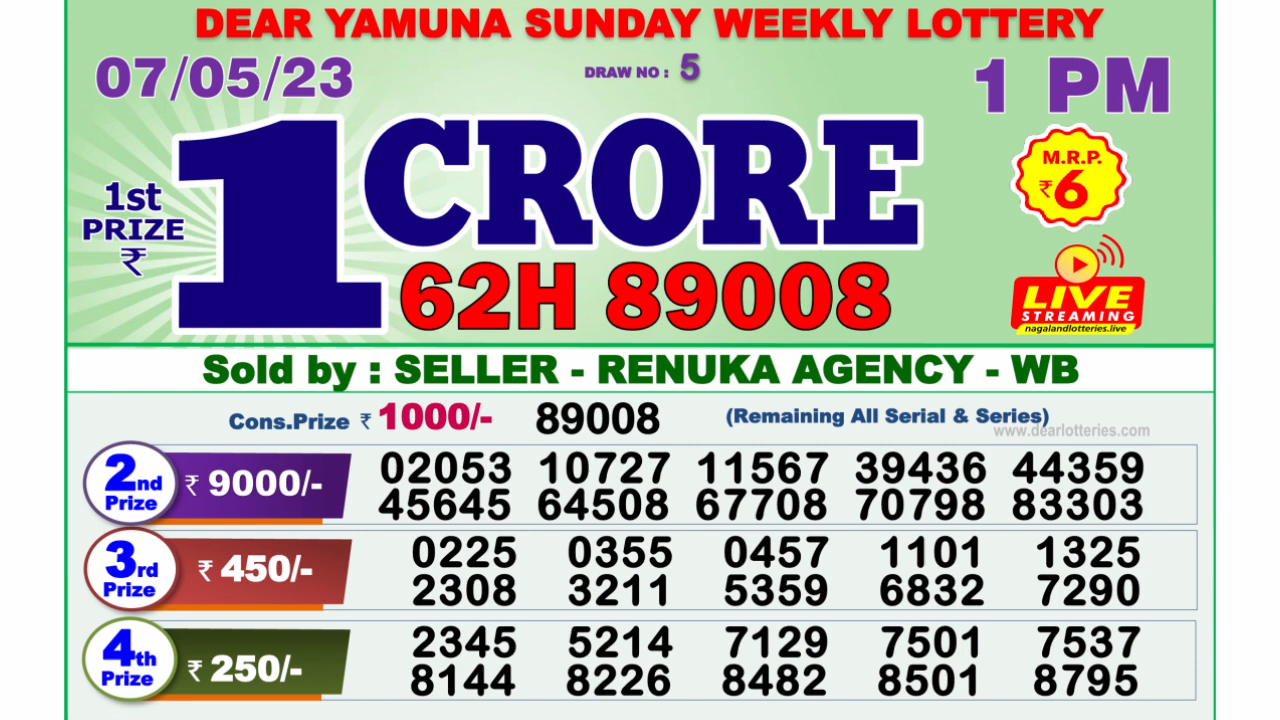 DEAR YAMUNA SUNDAY WEEKLY LOTTERY
07/05/23 DRAW NO : 5 1 PM
1st PRIZE ₹ 1 CRORE
M.R.P. ₹6
62H 89008
LIVE
STREAMING
nagalandlotteries.live
Sold by : SELLER - RENUKA AGENCY - WB
Cons.Prize ₹ 1000/- 89008 (Remaining All Serial & Series)
www.dearlotteries.com
2nd Prize ₹ 9000/-
02053 10727 11567 39436 44359
45645 64508 67708 70798 83303
3rd Prize ₹ 450/-
0225 0355 0457 1101 1325
2308 3211 5359 6832 7290
4th Prize ₹ 250/-
2345 5214 7129 7501 7537
8144 8226 8482 8501 8795